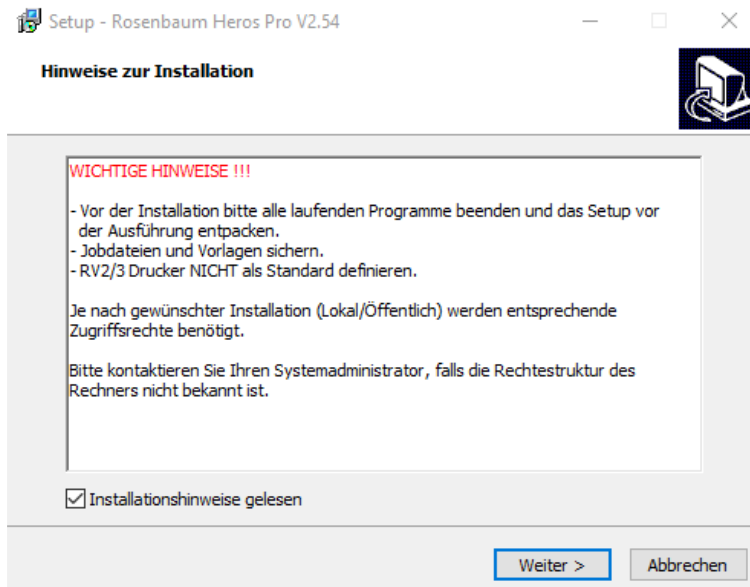 Setup - Rosenbaum Heros Pro V2.54
Hinweise zur Installation
WICHTIGE HINWEISE !!!
- Vor der Installation bitte alle laufenden Programme beenden und das Setup vor
der Ausführung entpacken.
- Jobdateien und Vorlagen sichern.
- RV2/3 Drucker NICHT als Standard definieren.
Je nach gewünschter Installation (Lokal/Öffentlich) werden entsprechende
Zugriffsrechte benötigt.
Bitte kontaktieren Sie Ihren Systemadministrator, falls die Rechtestruktur des
Rechners nicht bekannt ist.
Installationshinweise gelesen
Weiter >
Abbrechen